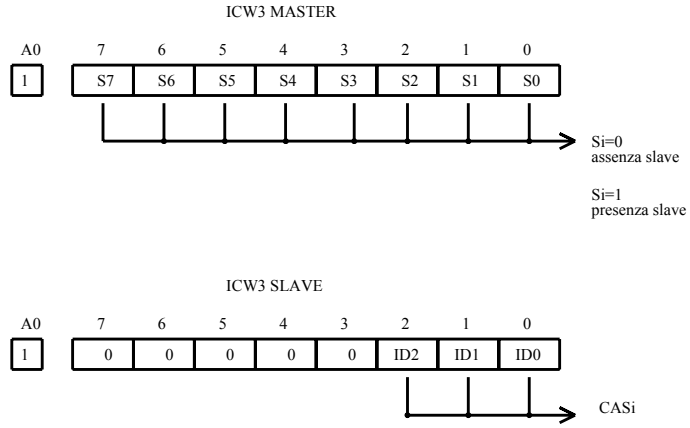 ICW3 MASTER
A0 7 6 5 4 3 2 1 0
1 S7 S6 S5 S4 S3 S2 S1 S0
Si=0
assenza slave
Si=1
presenza slave
ICW3 SLAVE
A0 7 6 5 4 3 2 1 0
1 0 0 0 0 0 ID2 ID1 ID0
CASi